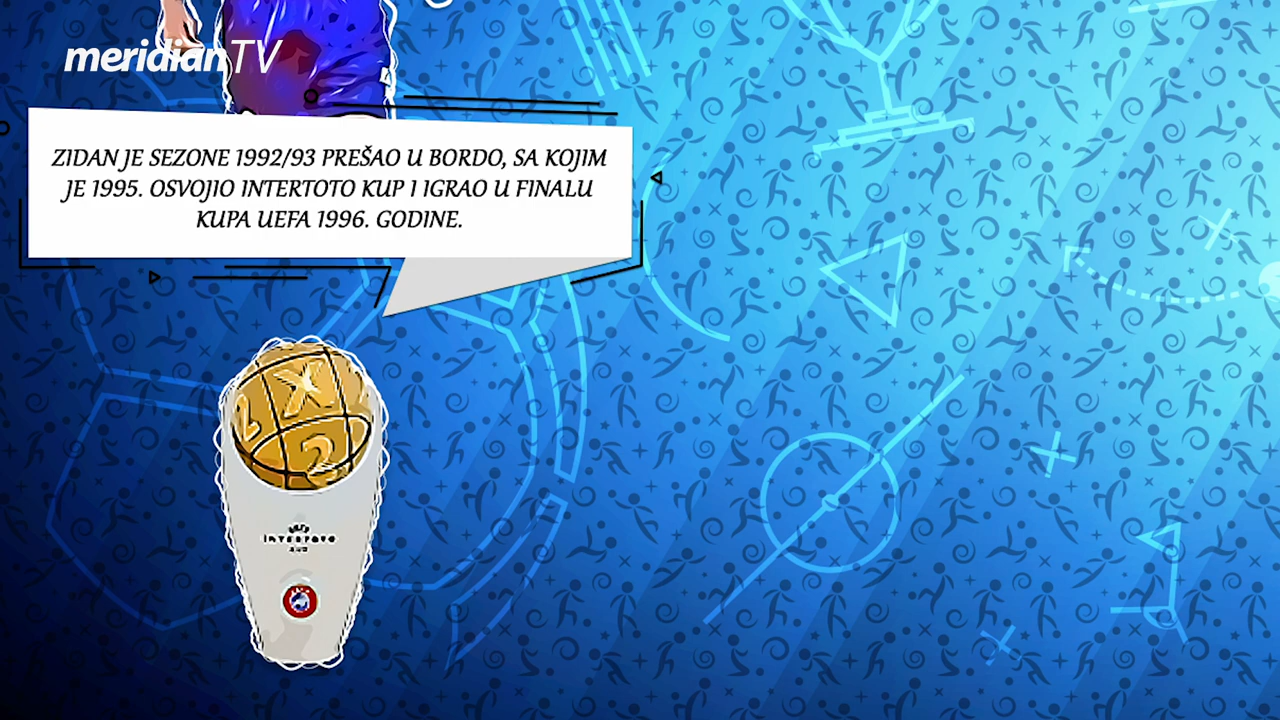 meridianTV
ZIDAN JE SEZONE 1992/93 PREŠAO U BORDO, SA KOJIM
JE 1995. OSVOJIO INTERTOTO KUP I IGRAO U FINALU
KUPA UEFA 1996. GODINE.
X
2
INTERTOTO